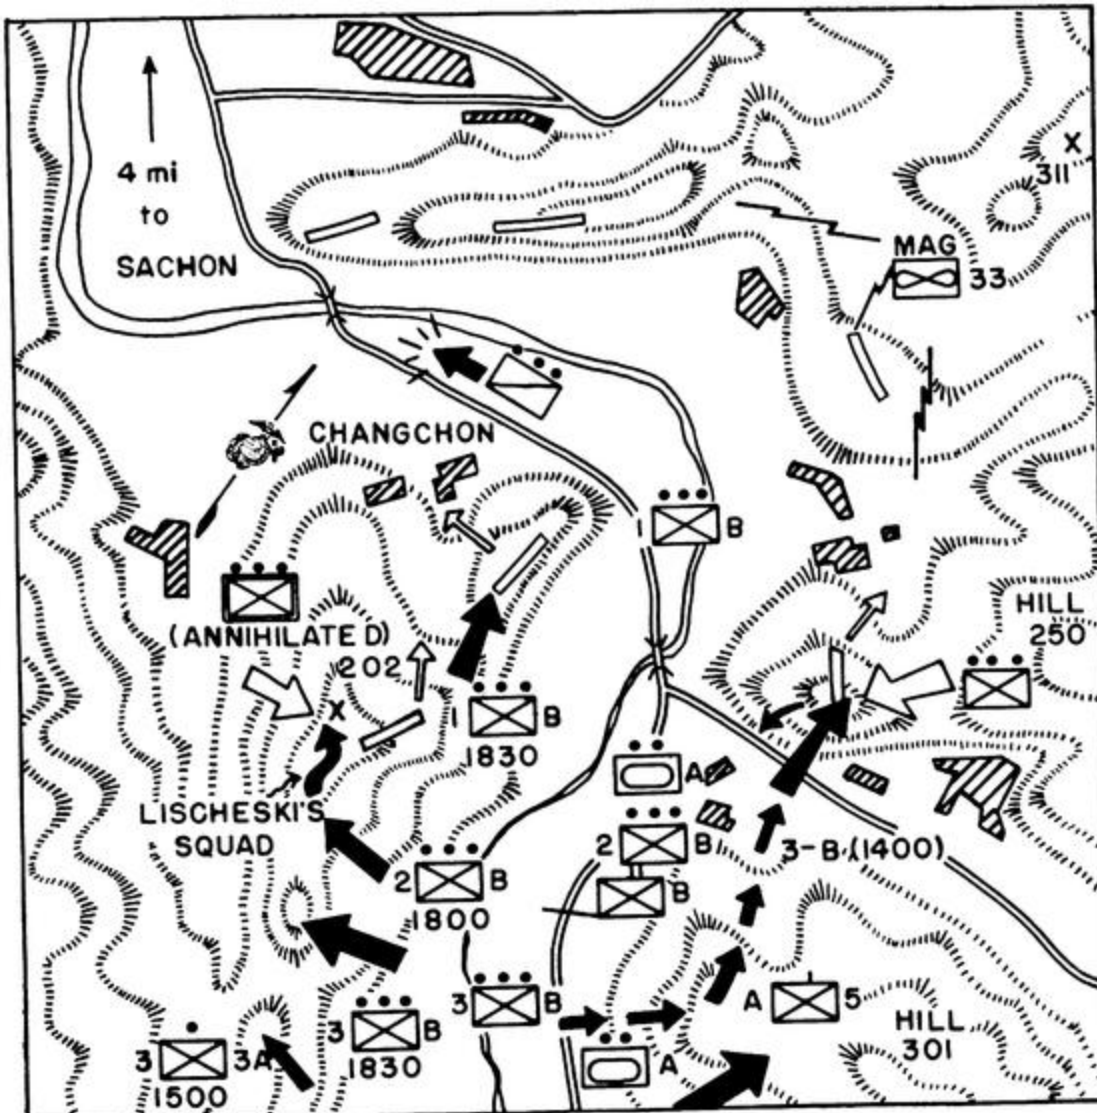 4 mi
to
SACHON
X
311
MAG
33
CHANGCHON
B
(ANNIHILATED)
202
X
HILL
250
1 B
1830
A
LISCHESKI'S
SQUAD
2 B
1800
2 B
B
3-B (1400)
3 B
3 B
1830
3 3A
1500
A 5
HILL
301
A